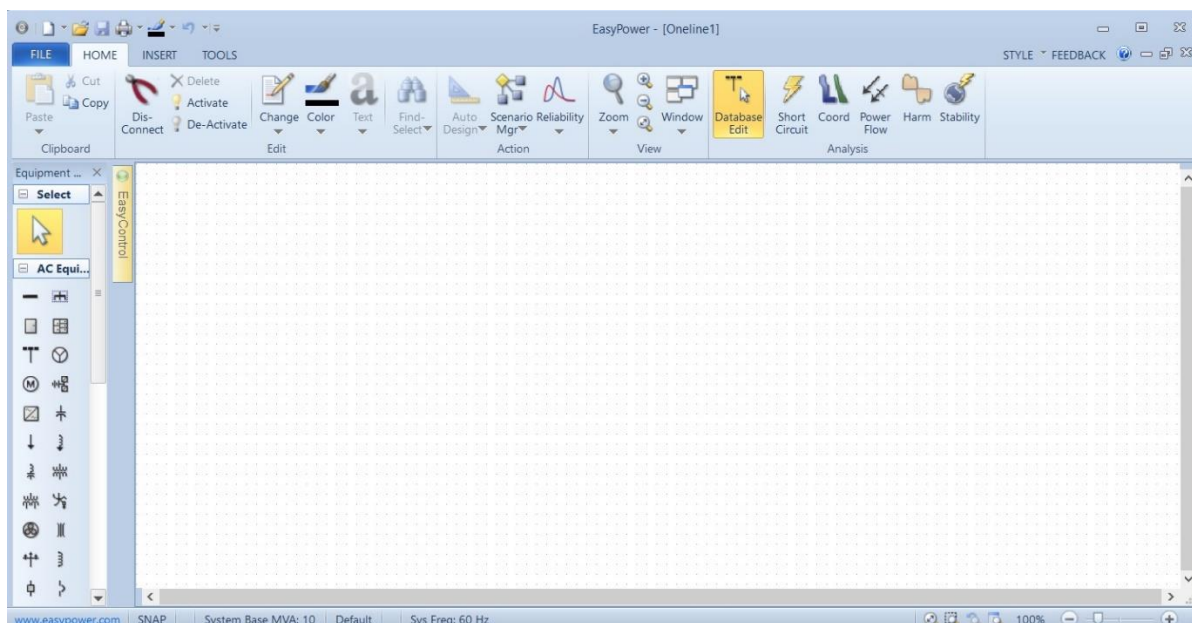 EasyPower - [Oneline1]
FILE HOME INSERT TOOLS STYLE FEEDBACK
Paste Cut Copy
Clipboard
Dis-Connect Delete Activate De-Activate Change Color Text Find-Select
Edit
Auto Design Scenario Mgr Reliability
Action
Zoom Window
View
Database Edit Short Circuit Coord Power Flow Harm Stability
Analysis
Equipment ...
Select
EasyControl
AC Equi...
M
www.easypower.com SNAP System Base MVA: 10 Default Sys Freq: 60 Hz 100%